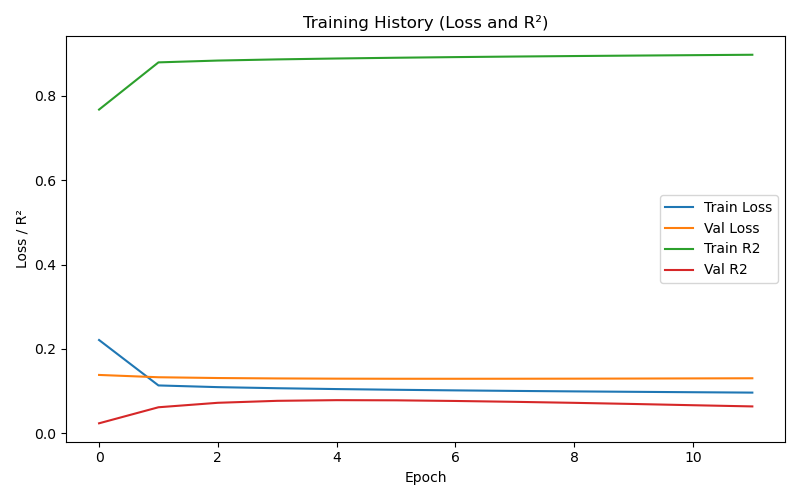 Training History (Loss and R²)
Loss / R²
0.8
0.6
0.4
0.2
0.0
Train Loss
Val Loss
Train R2
Val R2
0 2 4 6 8 10
Epoch